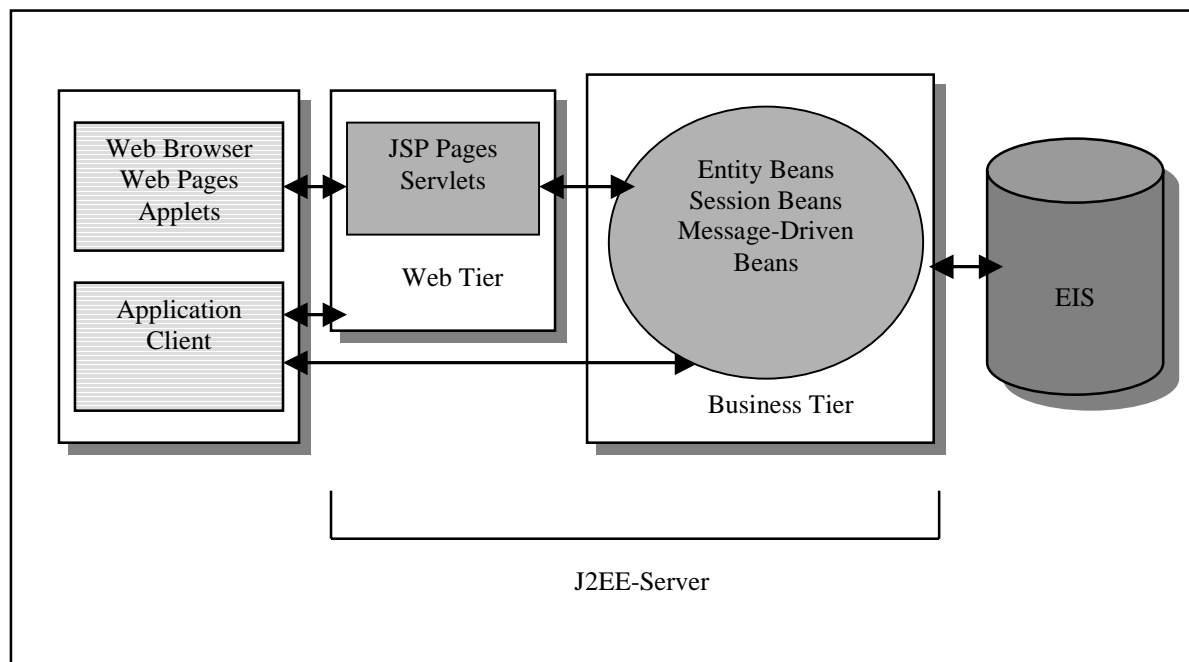 Web Browser
Web Pages
Applets
Application
Client
JSP Pages
Servlets
Web Tier
Entity Beans
Session Beans
Message-Driven
Beans
Business Tier
EIS
J2EE-Server